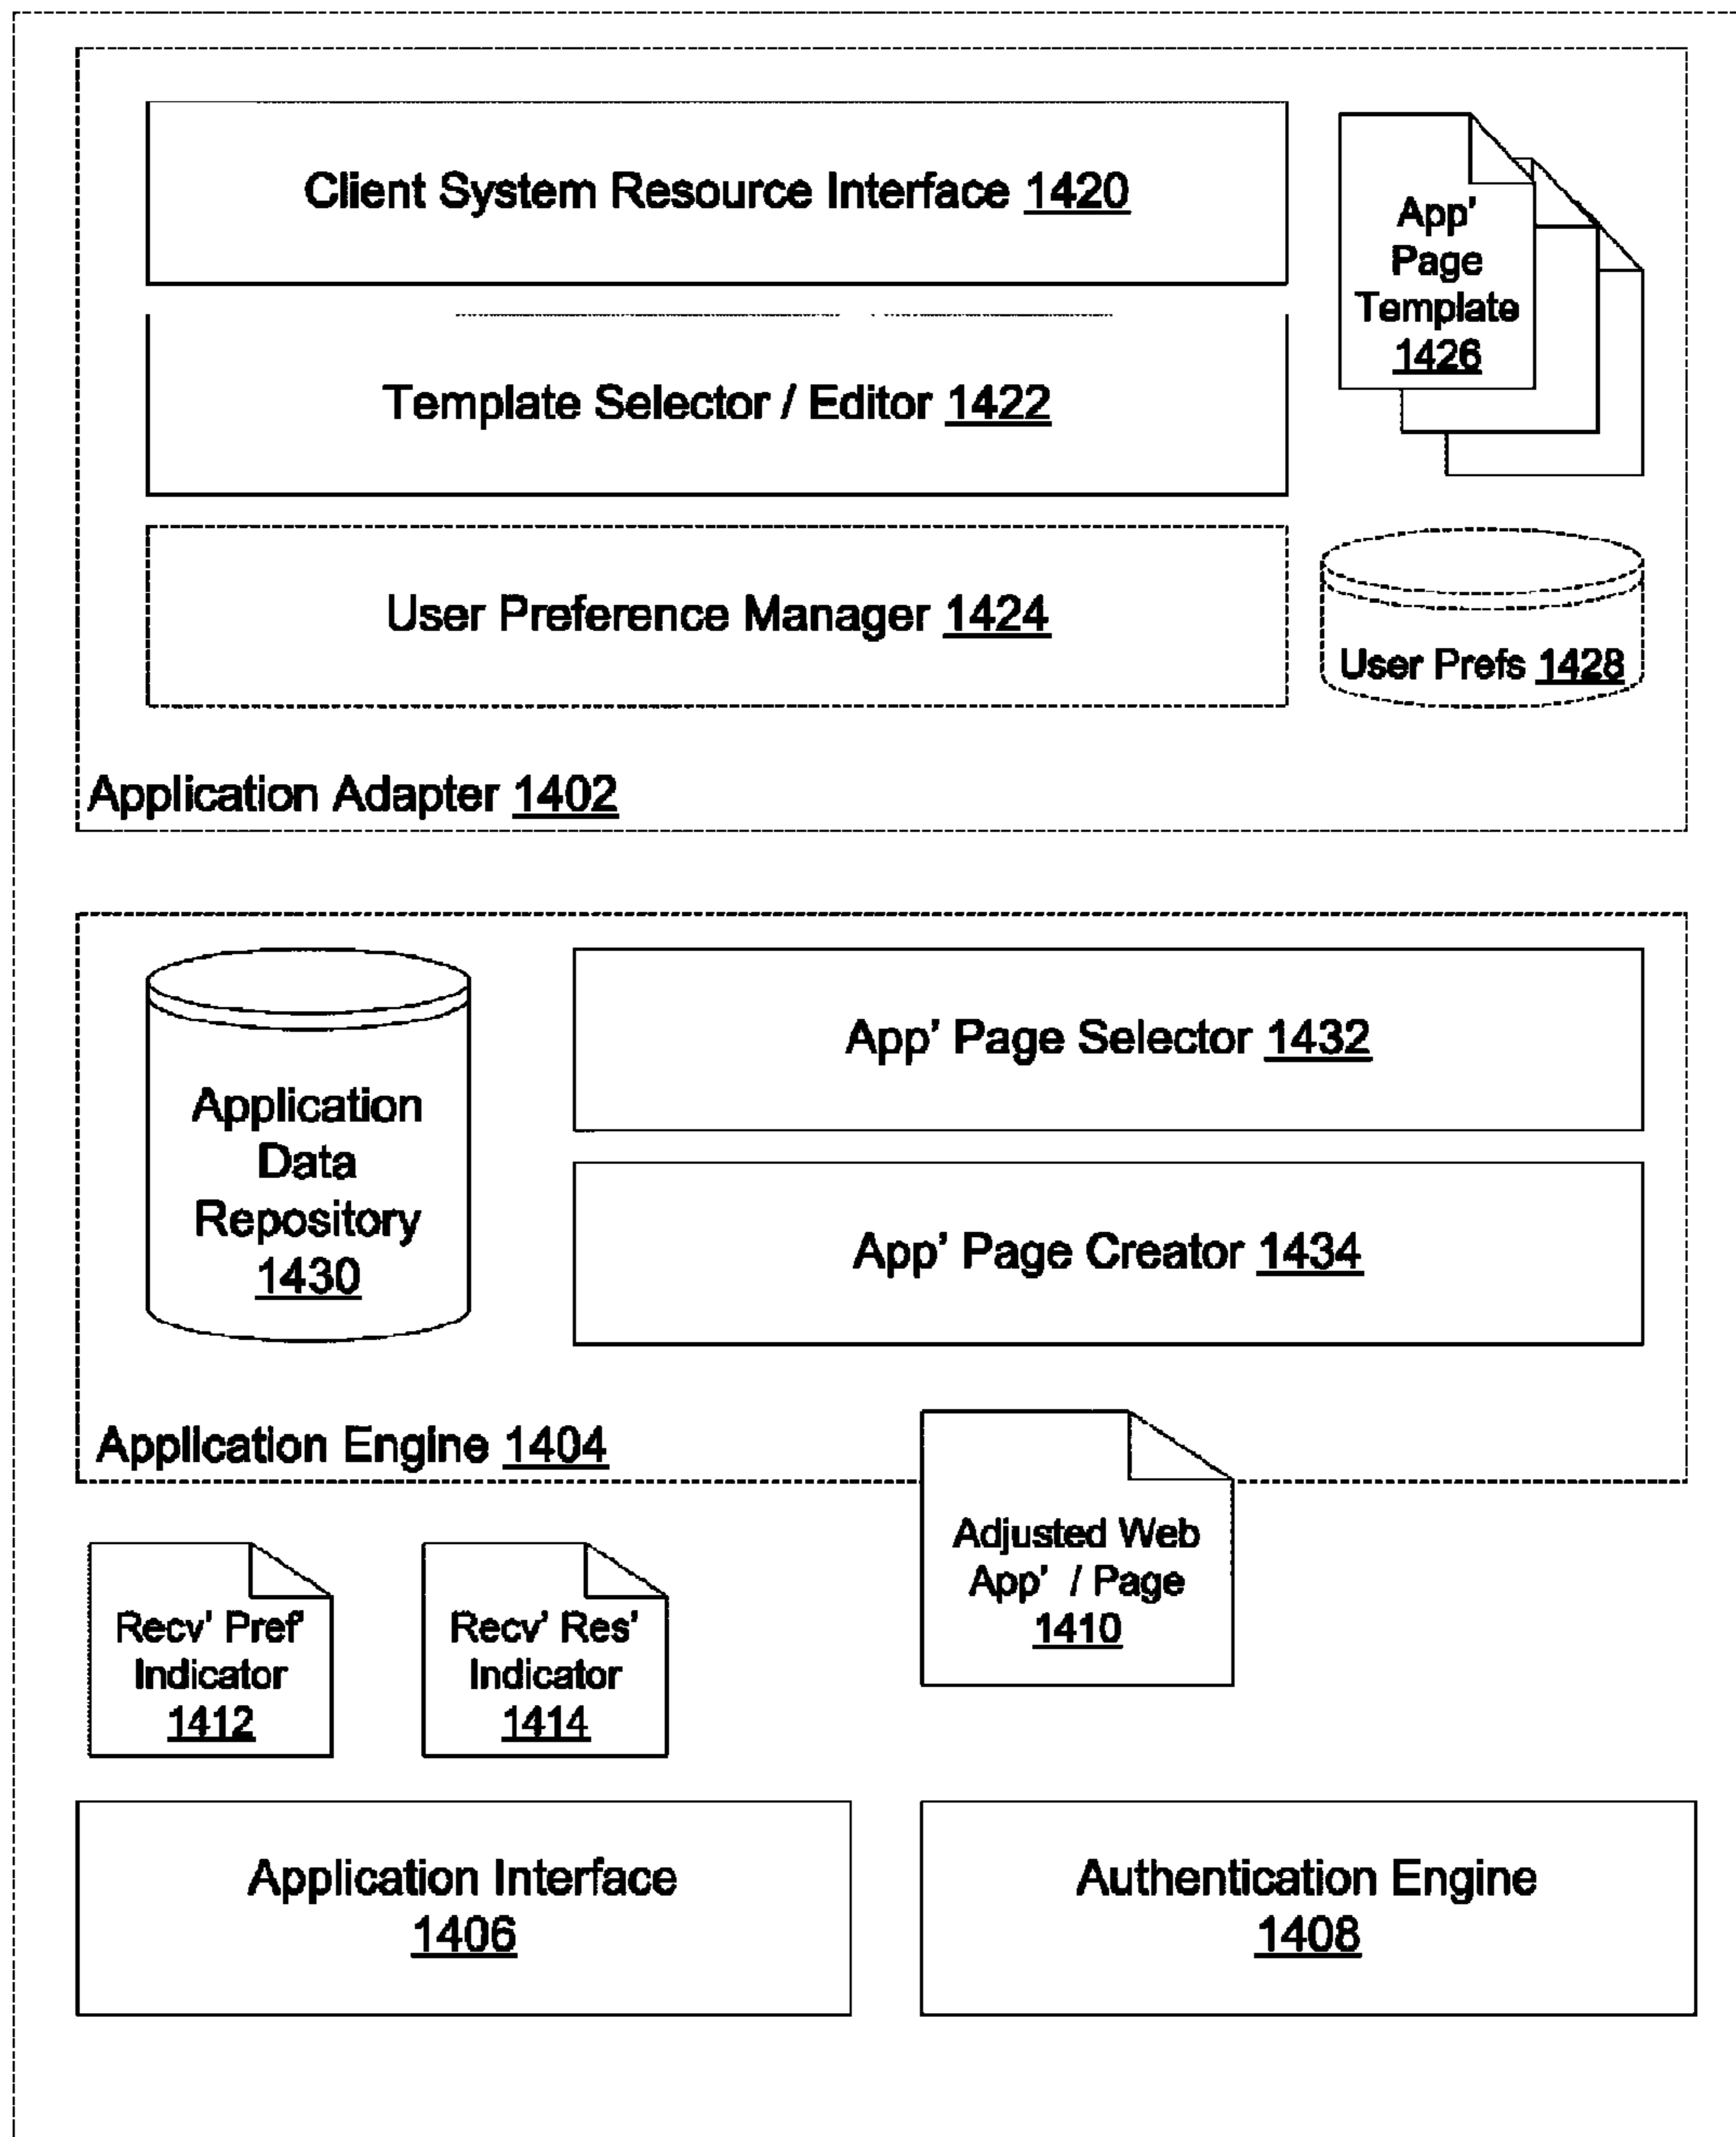 Client System Resource Interface 1420
App'
Page
Template
1426
Template Selector / Editor 1422
User Preference Manager 1424
User Prefs 1428
Application Adapter 1402
Application
Data
Repository
1430
App' Page Selector 1432
App' Page Creator 1434
Application Engine 1404
Adjusted Web
App' / Page
1410
Recv' Pref'
Indicator
1412
Recv' Res'
Indicator
1414
Application Interface
1406
Authentication Engine
1408